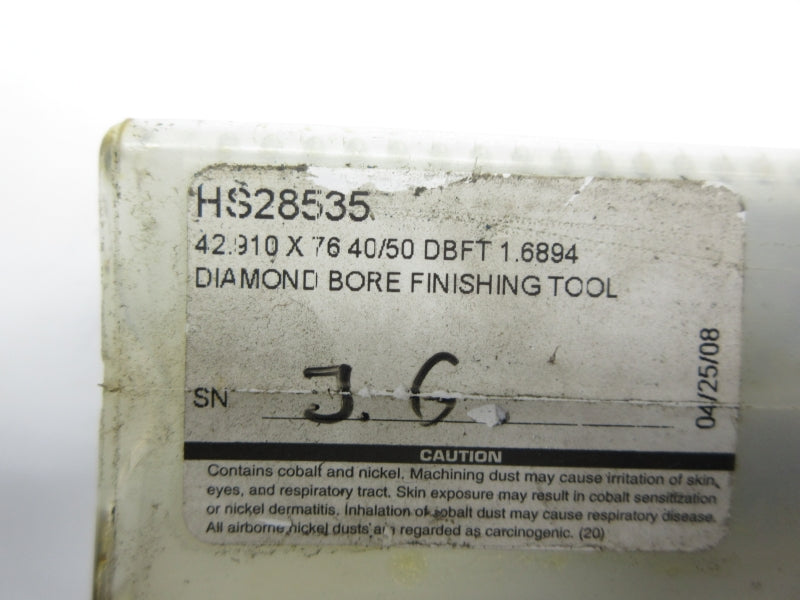 HS28535
42.910 X 76 40/50 DBFT 1.6894
DIAMOND BORE FINISHING TOOL
SN J. G
04/25/08
CAUTION
Contains cobalt and nickel. Machining dust may cause irritation of skin,
eyes, and respiratory tract. Skin exposure may result in cobalt sensitization
or nickel dermatitis. Inhalation of cobalt dust may cause respiratory disease.
All airborne nickel dusts are regarded as carcinogenic. (20)